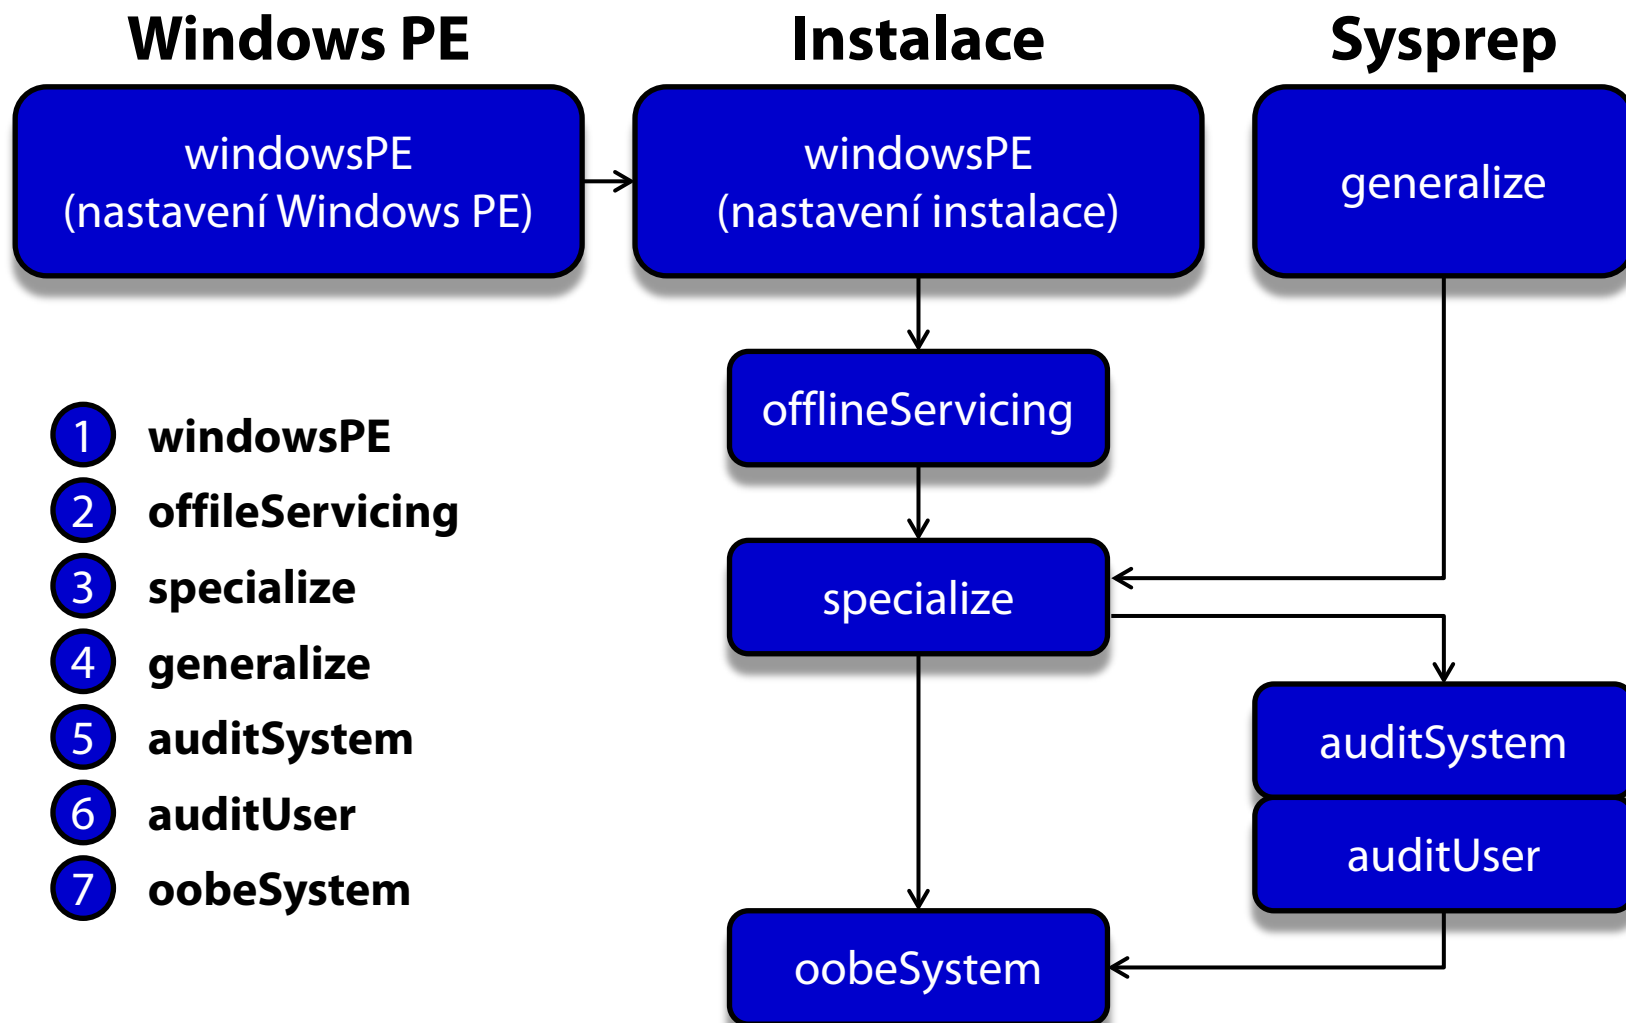 Windows PE
Instalace
Sysprep
windowsPE
(nastavení Windows PE)
windowsPE
(nastavení instalace)
generalize
offlineServicing
1 windowsPE
2 offileServicing
3 specialize
4 generalize
5 auditSystem
6 auditUser
7 oobeSystem
specialize
auditSystem
auditUser
oobeSystem